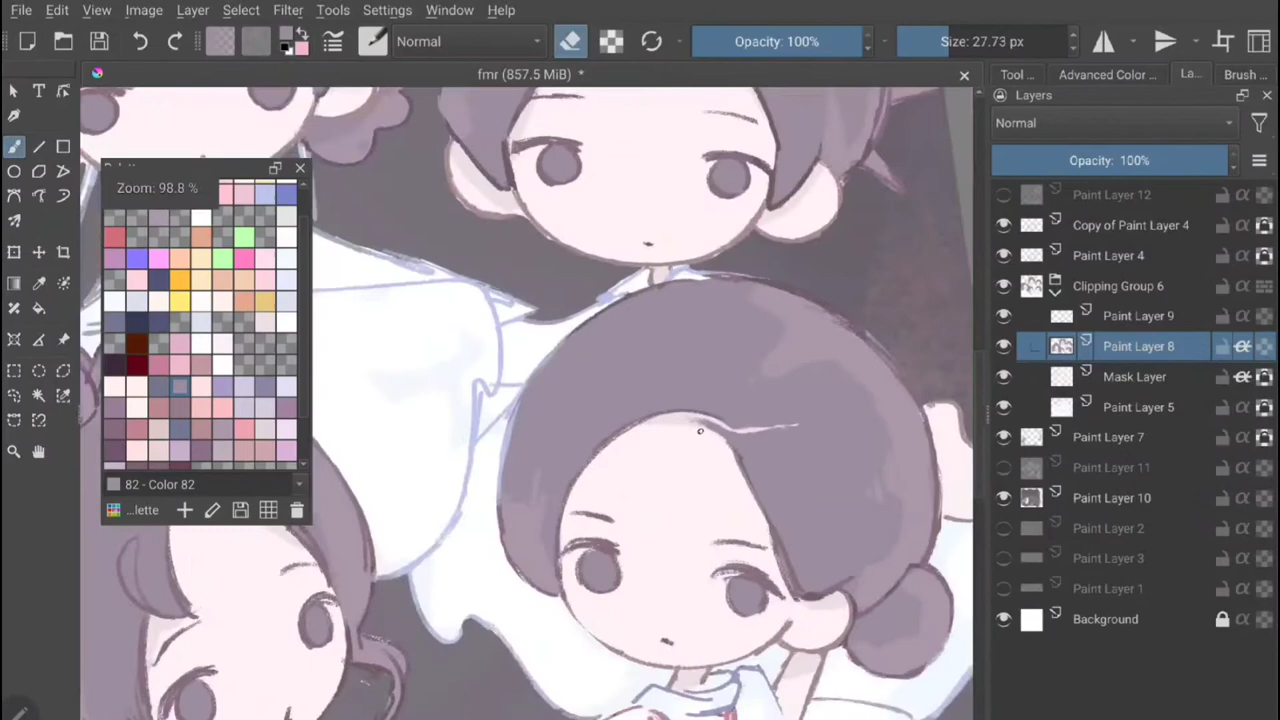 File Edit View Image Layer Select Filter Tools Settings Window Help
Normal Opacity: 100% Size: 27.73 px
fmr (857.5 MiB) *
Tool ... Advanced Color ... La... Brush ...
Layers
Normal
Opacity: 100%
Zoom: 98.8 %
Paint Layer 12
Copy of Paint Layer 4
Paint Layer 4
Clipping Group 6
Paint Layer 9
Paint Layer 8
Mask Layer
Paint Layer 5
Paint Layer 7
Paint Layer 11
Paint Layer 10
Paint Layer 2
Paint Layer 3
Paint Layer 1
Background
82 - Color 82
...lette